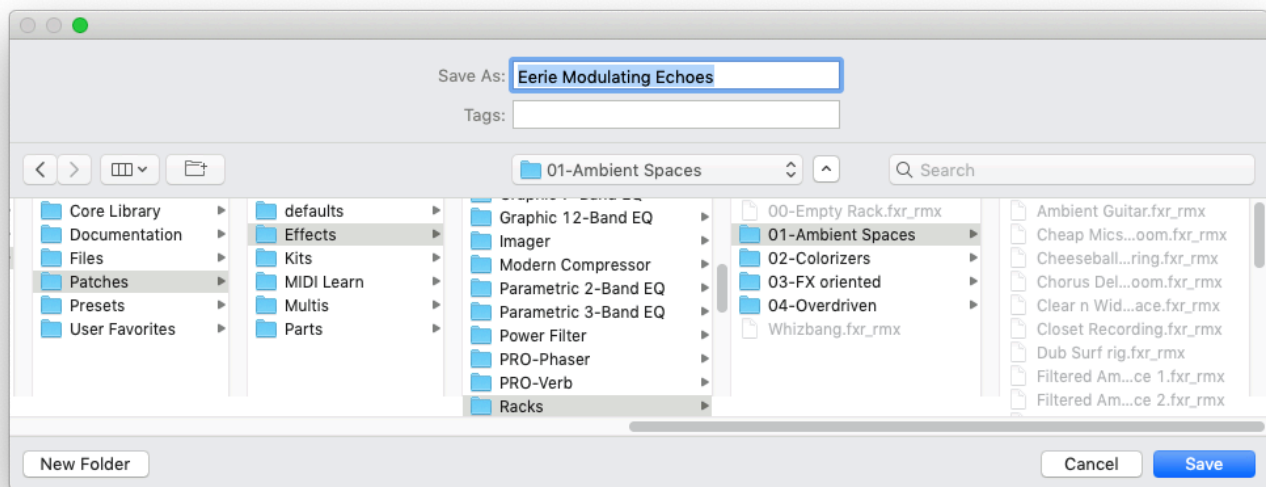 Save As: Eerie Modulating Echoes
Tags:
01-Ambient Spaces
Search
Core Library
Documentation
Files
Patches
Presets
User Favorites
defaults
Effects
Kits
MIDI Learn
Multis
Parts
Graphic 12-Band EQ
Imager
Modern Compressor
Parametric 2-Band EQ
Parametric 3-Band EQ
Power Filter
PRO-Phaser
PRO-Verb
Racks
00-Empty Rack.fxr_rmx
01-Ambient Spaces
02-Colorizers
03-FX oriented
04-Overdriven
Whizbang.fxr_rmx
Ambient Guitar.fxr_rmx
Cheap Mics...oom.fxr_rmx
Cheeseball...ring.fxr_rmx
Chorus Del...oom.fxr_rmx
Clear n Wid...ace.fxr_rmx
Closet Recording.fxr_rmx
Dub Surf rig.fxr_rmx
Filtered Am...ce 1.fxr_rmx
Filtered Am...ce 2.fxr_rmx
New Folder
Cancel
Save